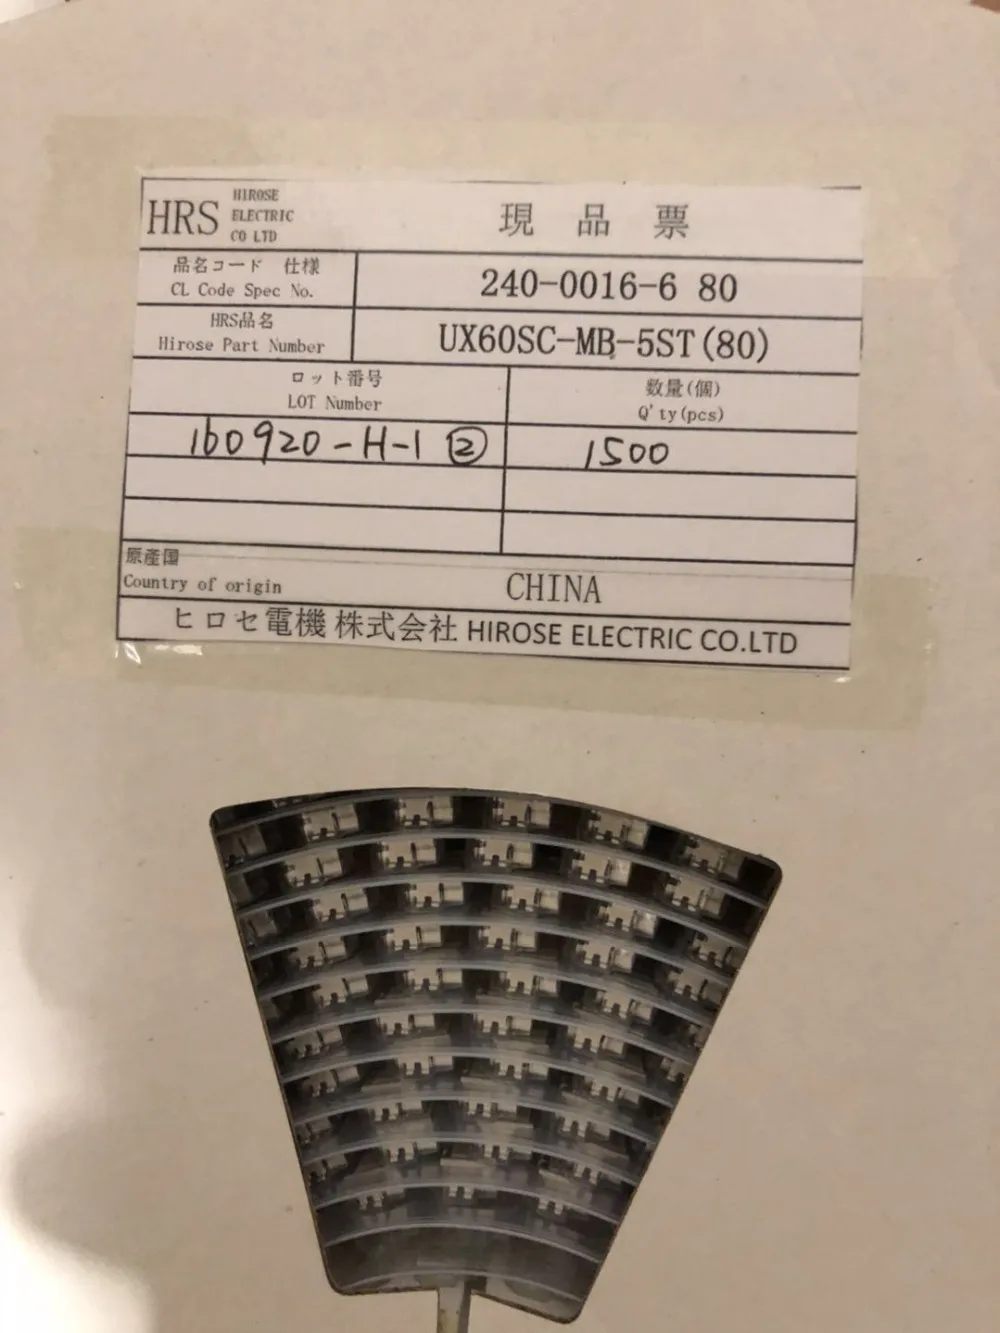 HRS
HIROSE
ELECTRIC
CO LTD
現 品 票
品名コード 仕様
CL Code Spec No.
240-0016-6 80
HRS品名
Hirose Part Number
UX60SC-MB-5ST(80)
ロット番号
LOT Number
数量(個)
Q'ty(pcs)
160920-H-1 ②
1500
原産国
Country of origin
CHINA
ヒロセ電機 株式会社 HIROSE ELECTRIC CO.LTD